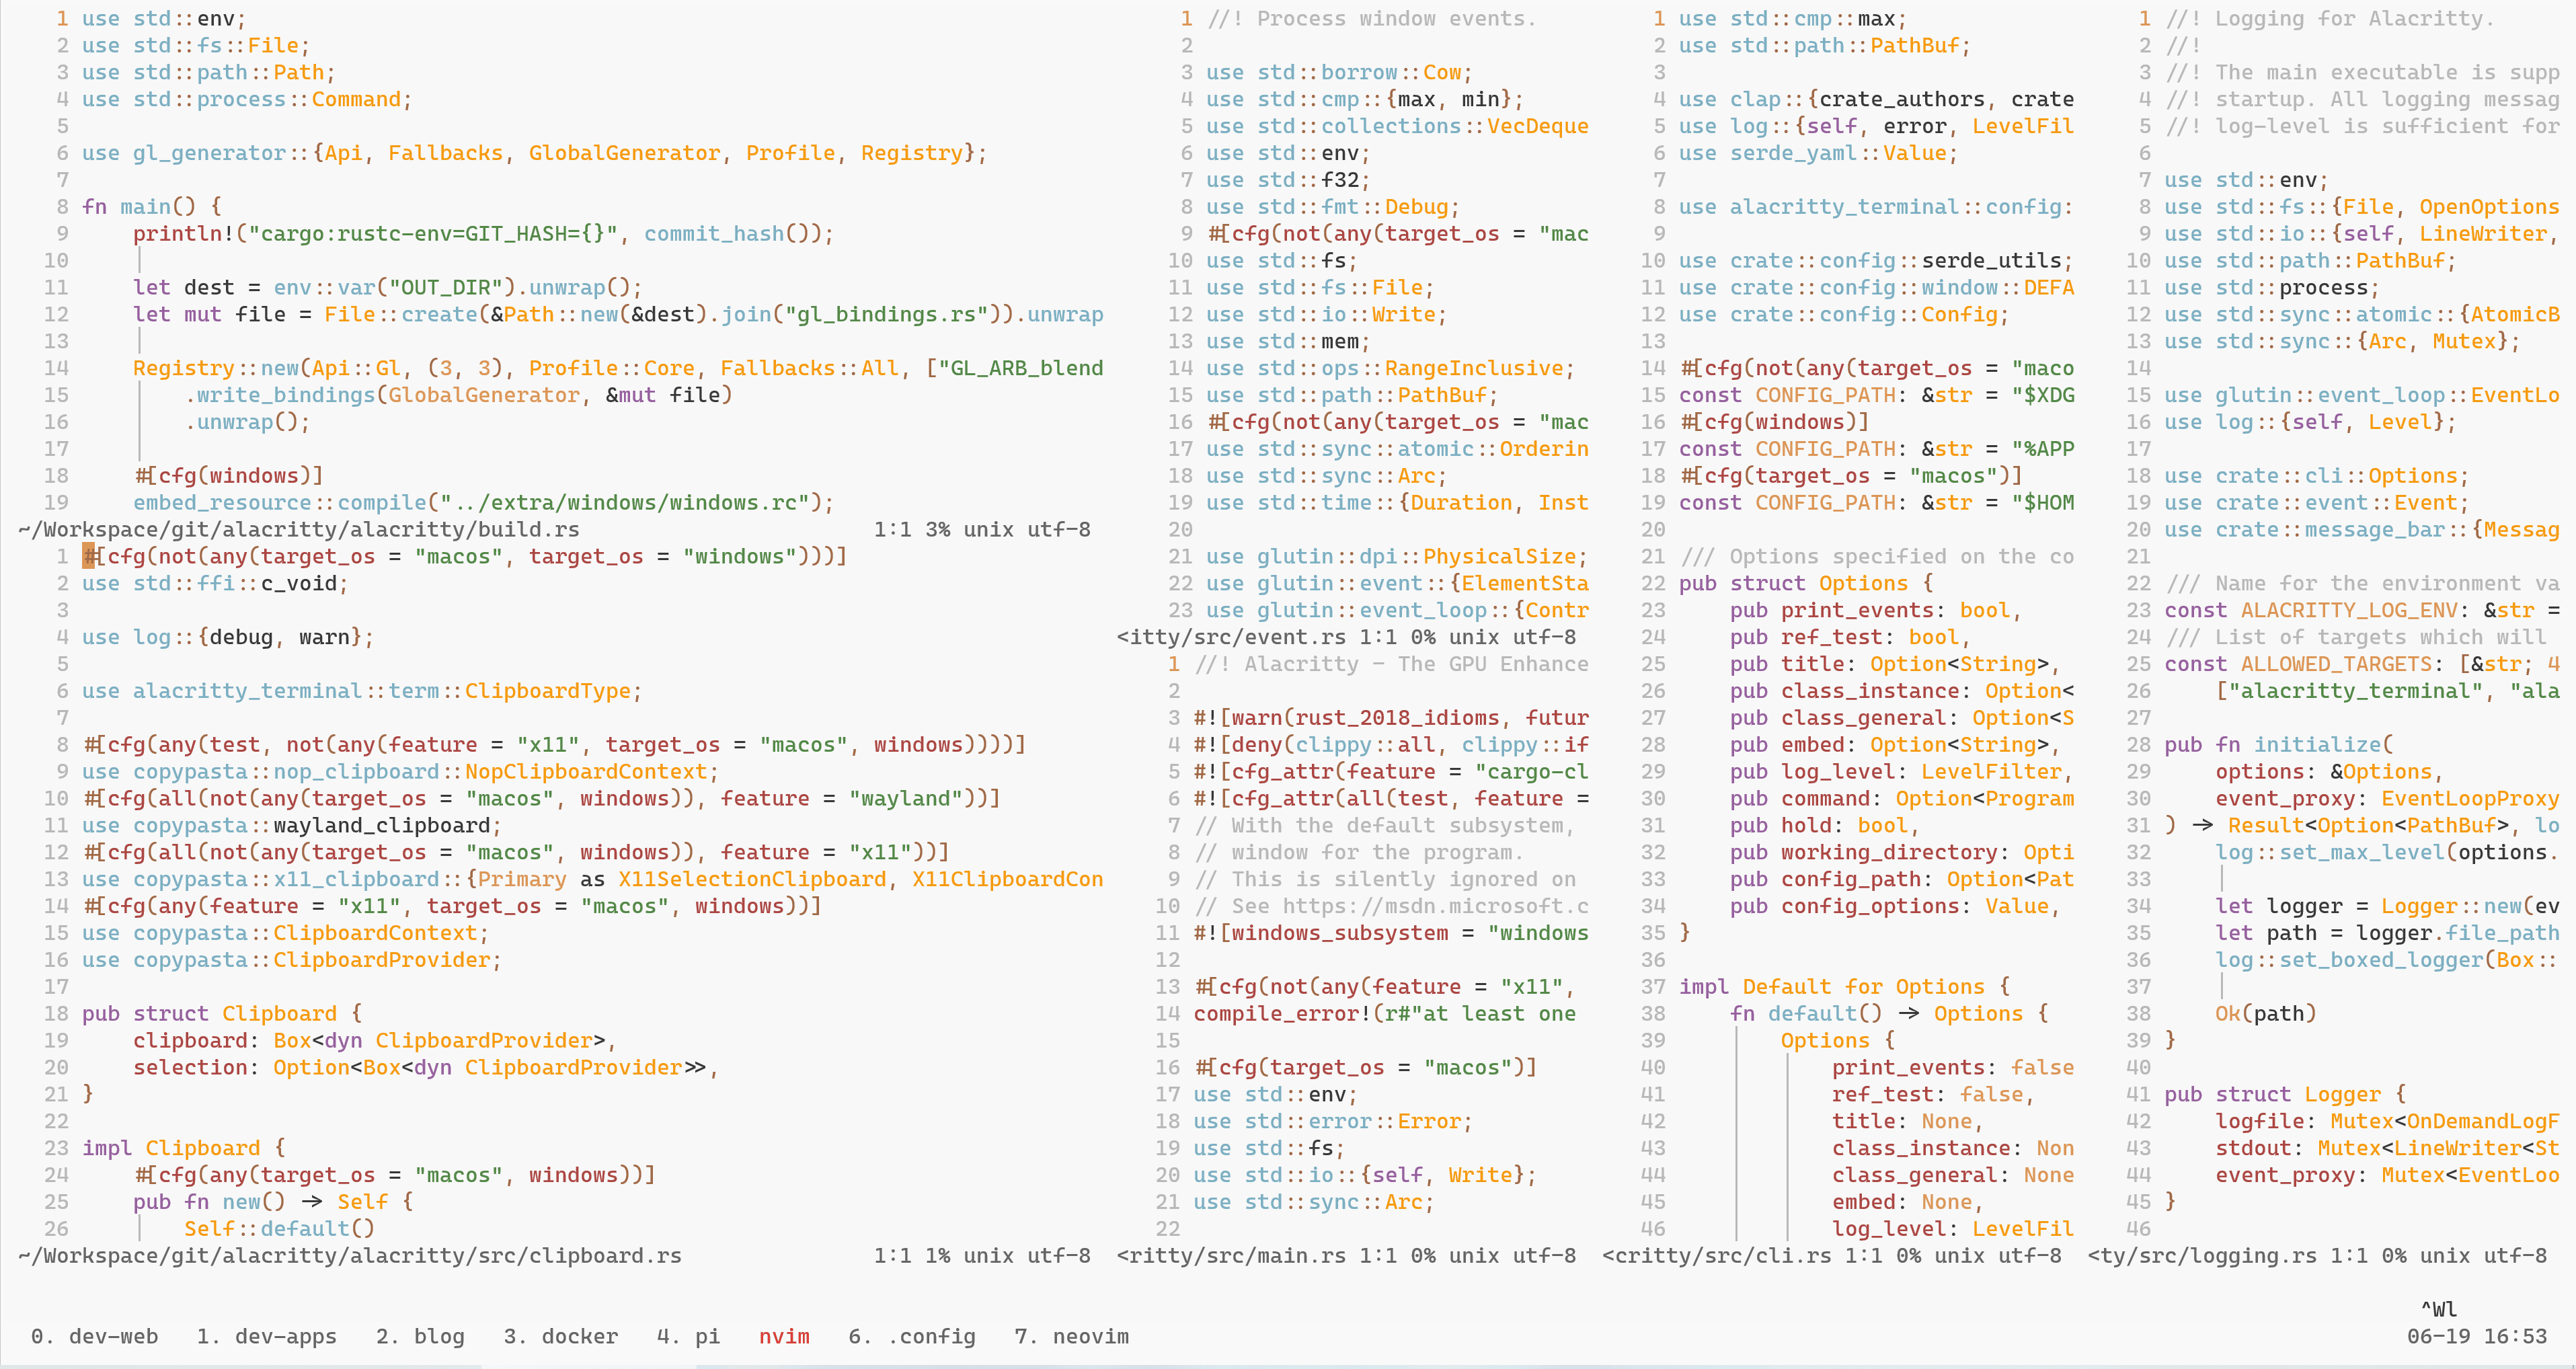 1 use std::env;
2 use std::fs::File;
3 use std::path::Path;
4 use std::process::Command;
5
6 use gl_generator::{Api, Fallbacks, GlobalGenerator, Profile, Registry};
7
8 fn main() {
9     println!("cargo:rustc-env=GIT_HASH={}", commit_hash());
10
11     let dest = env::var("OUT_DIR").unwrap();
12     let mut file = File::create(&Path::new(&dest).join("gl_bindings.rs")).unwrap
13
14     Registry::new(Api::Gl, (3, 3), Profile::Core, Fallbacks::All, ["GL_ARB_blend
15         .write_bindings(GlobalGenerator, &mut file)
16         .unwrap();
17
18     #[cfg(windows)]
19     embed_resource::compile("../extra/windows/windows.rc");
~/Workspace/git/alacritty/alacritty/build.rs 1:1 3% unix utf-8
1 #[cfg(not(any(target_os = "macos", target_os = "windows")))]
2 use std::ffi::c_void;
3
4 use log::{debug, warn};
5
6 use alacritty_terminal::term::ClipboardType;
7
8 #[cfg(any(test, not(any(feature = "x11", target_os = "macos", windows))))]
9 use copypasta::nop_clipboard::NopClipboardContext;
10 #[cfg(all(not(any(target_os = "macos", windows)), feature = "wayland"))]
11 use copypasta::wayland_clipboard;
12 #[cfg(all(not(any(target_os = "macos", windows)), feature = "x11"))]
13 use copypasta::x11_clipboard::{Primary as X11SelectionClipboard, X11ClipboardCon
14 #[cfg(any(feature = "x11", target_os = "macos", windows))]
15 use copypasta::ClipboardContext;
16 use copypasta::ClipboardProvider;
17
18 pub struct Clipboard {
19     clipboard: Box<dyn ClipboardProvider>,
20     selection: Option<Box<dyn ClipboardProvider>>,
21 }
22
23 impl Clipboard {
24     #[cfg(any(target_os = "macos", windows))]
25     pub fn new() -> Self {
26         Self::default()
~/Workspace/git/alacritty/alacritty/src/clipboard.rs 1:1 1% unix utf-8
1 //! Process window events.
2
3 use std::borrow::Cow;
4 use std::cmp::{max, min};
5 use std::collections::VecDeque
6 use std::env;
7 use std::f32;
8 use std::fmt::Debug;
9 #[cfg(not(any(target_os = "mac
10 use std::fs;
11 use std::fs::File;
12 use std::io::Write;
13 use std::mem;
14 use std::ops::RangeInclusive;
15 use std::path::PathBuf;
16 #[cfg(not(any(target_os = "mac
17 use std::sync::atomic::Orderin
18 use std::sync::Arc;
19 use std::time::{Duration, Inst
20
21 use glutin::dpi::PhysicalSize;
22 use glutin::event::{ElementSta
23 use glutin::event_loop::{Contr
<itty/src/event.rs 1:1 0% unix utf-8
1 //! Alacritty - The GPU Enhance
2
3 #![warn(rust_2018_idioms, futur
4 #![deny(clippy::all, clippy::if
5 #![cfg_attr(feature = "cargo-cl
6 #![cfg_attr(all(test, feature =
7 // With the default subsystem,
8 // window for the program.
9 // This is silently ignored on
10 // See https://msdn.microsoft.c
11 #![windows_subsystem = "windows
12
13 #[cfg(not(any(feature = "x11",
14 compile_error!(r#"at least one
15
16 #[cfg(target_os = "macos")]
17 use std::env;
18 use std::error::Error;
19 use std::fs;
20 use std::io::{self, Write};
21 use std::sync::Arc;
22
<ritty/src/main.rs 1:1 0% unix utf-8
1 use std::cmp::max;
2 use std::path::PathBuf;
3
4 use clap::{crate_authors, crate
5 use log::{self, error, LevelFil
6 use serde_yaml::Value;
7
8 use alacritty_terminal::config:
9
10 use crate::config::serde_utils;
11 use crate::config::window::DEFA
12 use crate::config::Config;
13
14 #[cfg(not(any(target_os = "maco
15 const CONFIG_PATH: &str = "$XDG
16 #[cfg(windows)]
17 const CONFIG_PATH: &str = "%APP
18 #[cfg(target_os = "macos")]
19 const CONFIG_PATH: &str = "$HOM
20
21 /// Options specified on the co
22 pub struct Options {
23     pub print_events: bool,
24     pub ref_test: bool,
25     pub title: Option<String>,
26     pub class_instance: Option<
27     pub class_general: Option<S
28     pub embed: Option<String>,
29     pub log_level: LevelFilter,
30     pub command: Option<Program
31     pub hold: bool,
32     pub working_directory: Opti
33     pub config_path: Option<Pat
34     pub config_options: Value,
35 }
36
37 impl Default for Options {
38     fn default() -> Options {
39         Options {
40             print_events: false
41             ref_test: false,
42             title: None,
43             class_instance: Non
44             class_general: None
45             embed: None,
46             log_level: LevelFil
<critty/src/cli.rs 1:1 0% unix utf-8
1 //! Logging for Alacritty.
2 //!
3 //! The main executable is supp
4 //! startup. All logging messag
5 //! log-level is sufficient for
6
7 use std::env;
8 use std::fs::{File, OpenOptions
9 use std::io::{self, LineWriter,
10 use std::path::PathBuf;
11 use std::process;
12 use std::sync::atomic::{AtomicB
13 use std::sync::{Arc, Mutex};
14
15 use glutin::event_loop::EventLo
16 use log::{self, Level};
17
18 use crate::cli::Options;
19 use crate::event::Event;
20 use crate::message_bar::{Messag
21
22 /// Name for the environment va
23 const ALACRITTY_LOG_ENV: &str =
24 /// List of targets which will
25 const ALLOWED_TARGETS: [&str; 4
26     ["alacritty_terminal", "ala
27
28 pub fn initialize(
29     options: &Options,
30     event_proxy: EventLoopProxy
31 ) -> Result<Option<PathBuf>, lo
32     log::set_max_level(options.
33
34     let logger = Logger::new(ev
35     let path = logger.file_path
36     log::set_boxed_logger(Box::
37
38     Ok(path)
39 }
40
41 pub struct Logger {
42     logfile: Mutex<OnDemandLogF
43     stdout: Mutex<LineWriter<St
44     event_proxy: Mutex<EventLoo
45 }
46
<ty/src/logging.rs 1:1 0% unix utf-8
^Wl
0. dev-web 1. dev-apps 2. blog 3. docker 4. pi nvim 6. .config 7. neovim 06-19 16:53